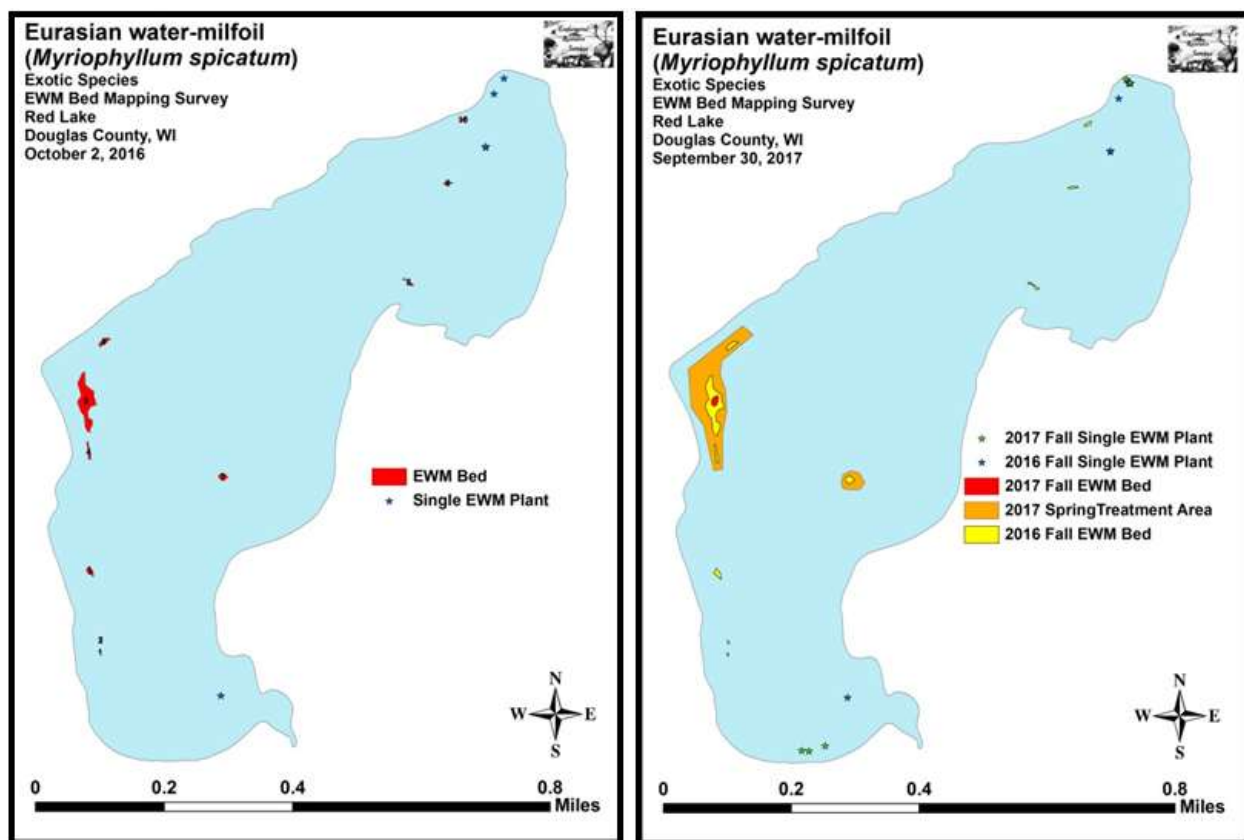 Eurasian water-milfoil
(Myriophyllum spicatum)
Exotic Species
EWM Bed Mapping Survey
Red Lake
Douglas County, WI
October 2, 2016
EWM Bed
Single EWM Plant
N
W E
S
0 0.2 0.4 0.8
Miles
Eurasian water-milfoil
(Myriophyllum spicatum)
Exotic Species
EWM Bed Mapping Survey
Red Lake
Douglas County, WI
September 30, 2017
2017 Fall Single EWM Plant
2016 Fall Single EWM Plant
2017 Fall EWM Bed
2017 SpringTreatment Area
2016 Fall EWM Bed
N
W E
S
0 0.2 0.4 0.8
Miles